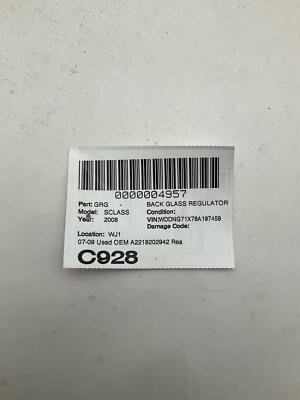 0000004957
Part: GRG - BACK GLASS REGULATOR
Model: SCLASS Condition:
Year: 2008 VIN:WDDNG71X78A197458
Damage Code:
Location: WJ1
07-09 Used OEM A2218202942 Rea
C928